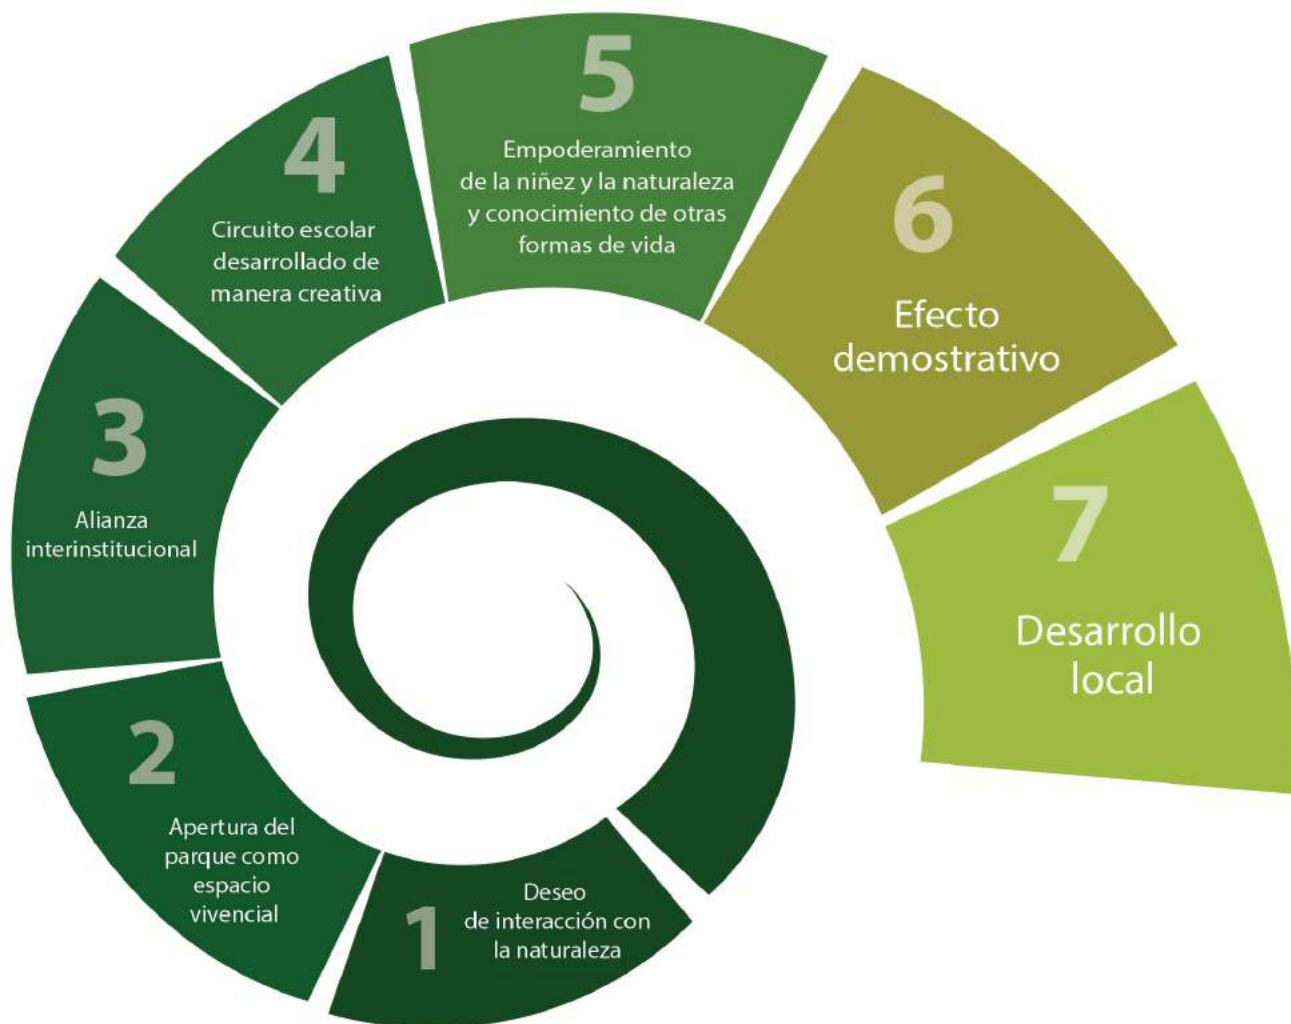 1
Deseo
de interacción con
la naturaleza
2
Apertura del
parque como
espacio
vivencial
3
Alianza
interinstitucional
4
Circuito escolar
desarrollado de
manera creativa
5
Empoderamiento
de la niñez y la naturaleza
y conocimiento de otras
formas de vida
6
Efecto
demostrativo
7
Desarrollo
local